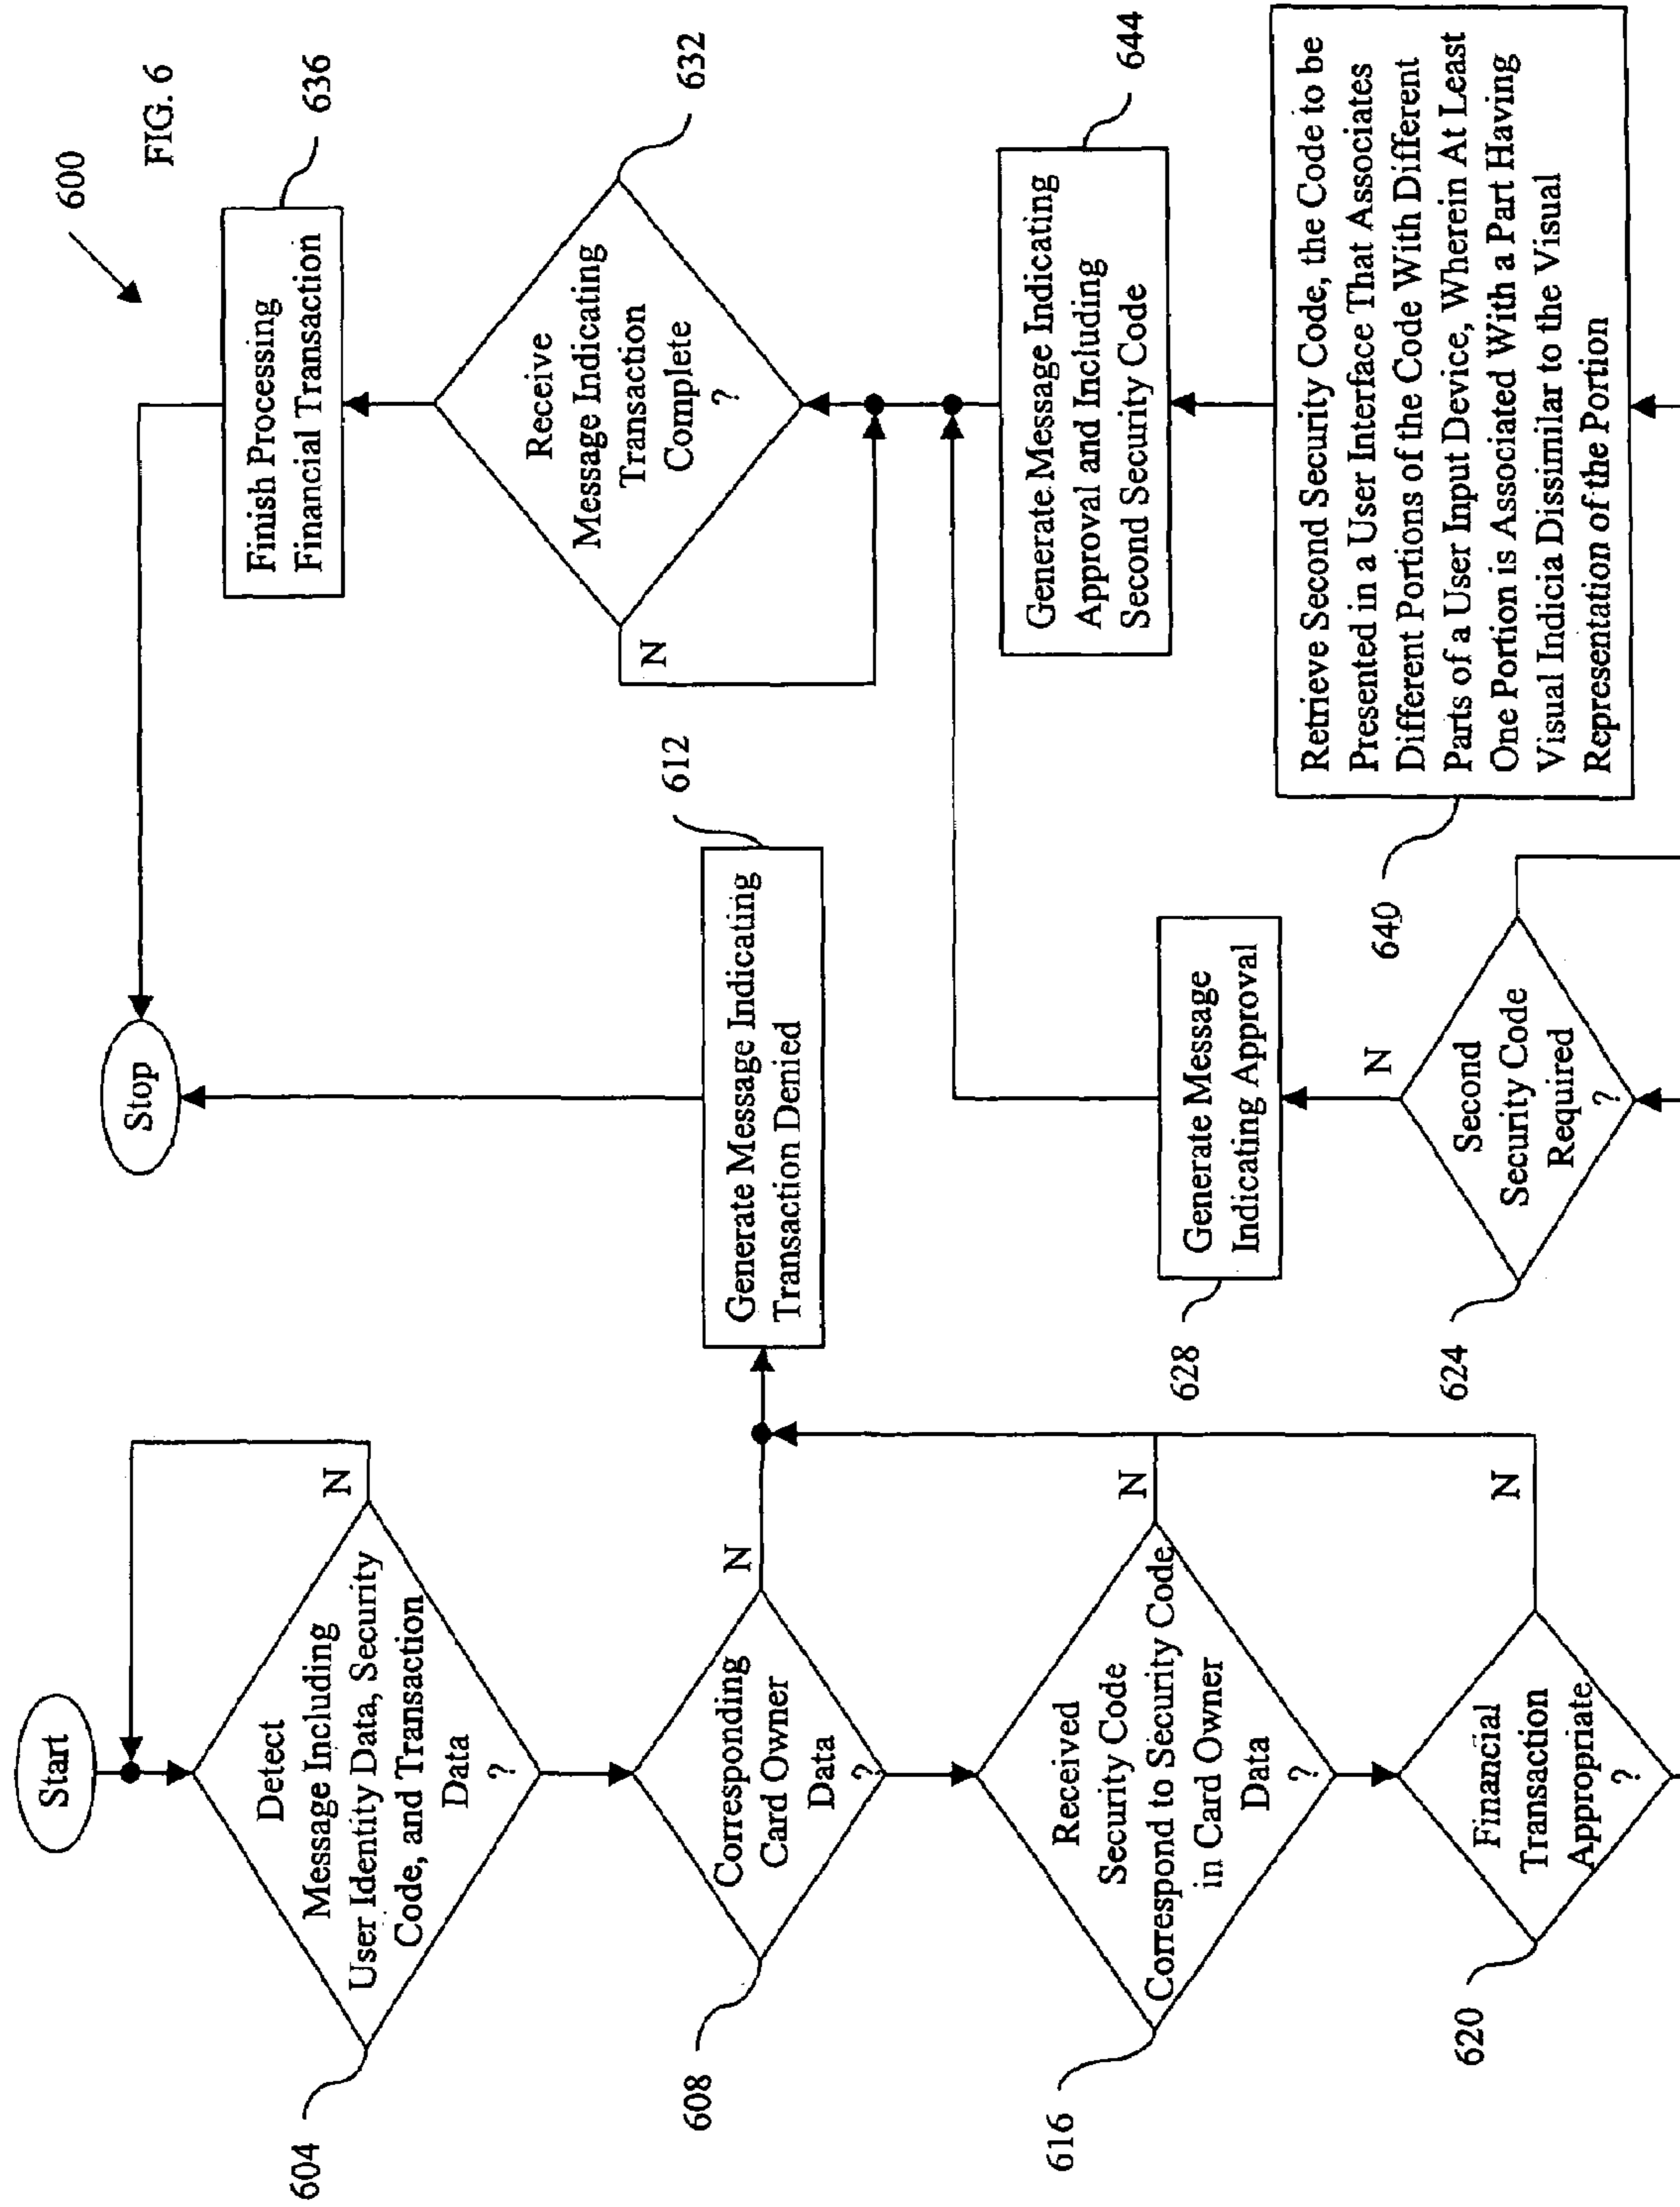 600
FIG. 6
Start
Detect
Message Including
User Identity Data, Security
Code, and Transaction
Data
?
N
604
Corresponding
Card Owner
Data
?
N
608
Received
Security Code
Correspond to Security Code
in Card Owner
Data
?
N
616
Financial
Transaction
Appropriate
?
N
620
Stop
Generate Message Indicating
Transaction Denied
612
Generate Message
Indicating Approval
628
N
Second
Security Code
Required
?
624
Finish Processing
Financial Transaction
636
Receive
Message Indicating
Transaction
Complete
?
N
632
Generate Message Indicating
Approval and Including
Second Security Code
644
Retrieve Second Security Code, the Code to be
Presented in a User Interface That Associates
Different Portions of the Code With Different
Parts of a User Input Device, Wherein At Least
One Portion is Associated With a Part Having
Visual Indicia Dissimilar to the Visual
Representation of the Portion
640